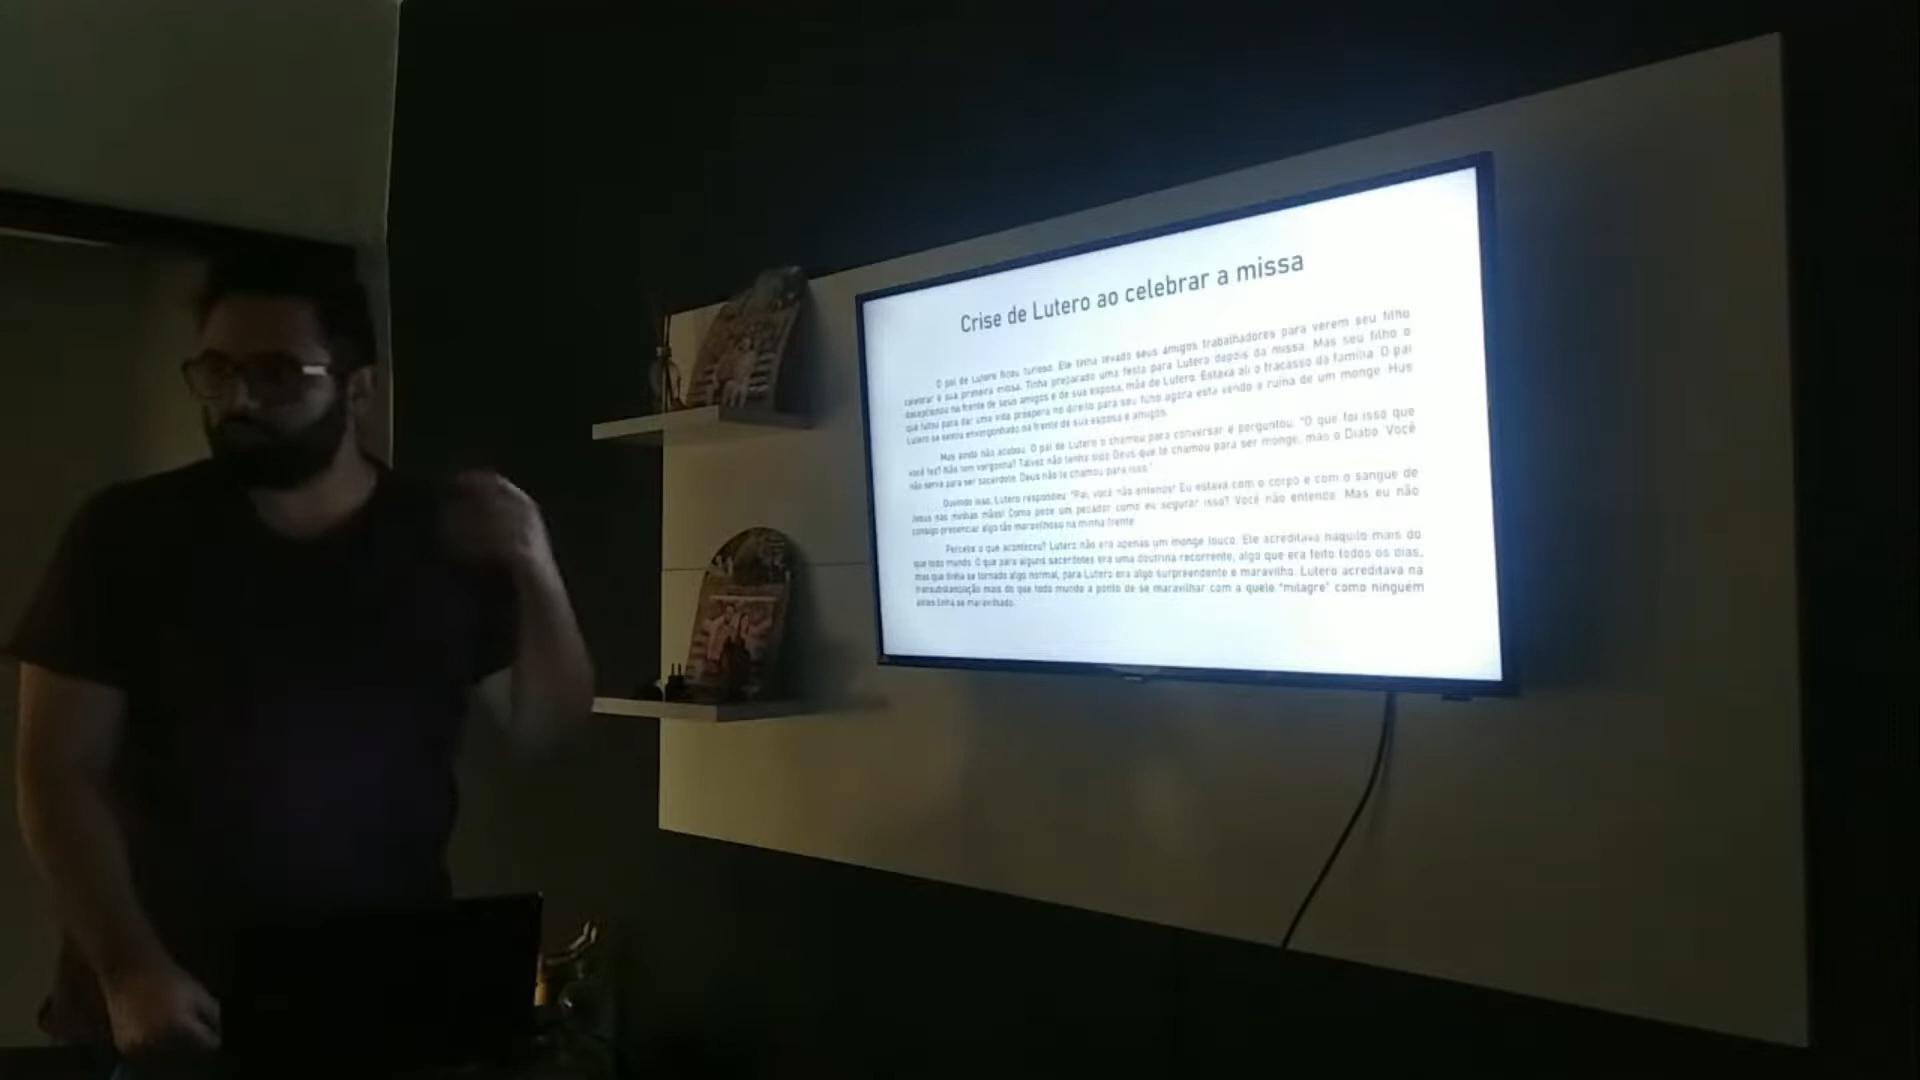 Crise de Lutero ao celebrar a missa
O pai de Lutero ficou furioso. Ele tinha levado seus amigos trabalhadores para verem seu filho
celebrar a sua primeira missa. Tinha preparado uma festa para Lutero depois da missa. Mas seu filho o
decepcionou na frente de seus amigos e de sua esposa, mãe de Lutero. Estava ali o fracasso da família. O pai
que lutou para dar uma vida próspera no direito para seu filho agora está vendo a ruína de um monge. Hus
Lutero se sentiu envergonhado na frente de sua esposa e amigos.
Mas ainda não acabou. O pai de Lutero o chamou para conversar e perguntou: "O que foi isso que
você fez? Não tem vergonha? Talvez não tenha sido Deus que te chamou para ser monge, mas o Diabo. Você
não serve para ser sacerdote. Deus não te chamou para isso."
Ouvindo isso, Lutero respondeu: "Pai, você não entende! Eu estava com o corpo e com o sangue de
Jesus nas minhas mãos! Como pode um pecador como eu segurar isso? Você não entende. Mas eu não
consigo presenciar algo tão maravilhoso na minha frente.
Percebe o que aconteceu? Lutero não era apenas um monge louco. Ele acreditava naquilo mais do
que todo mundo. O que para alguns sacerdotes era uma doutrina recorrente, algo que era feito todos os dias,
mas que tinha se tornado algo normal, para Lutero era algo surpreendente e maravilho. Lutero acreditava na
transubstanciação mais do que todo mundo a ponto de se maravilhar com a quele "milagre" como ninguém
antes tinha se maravilhado.